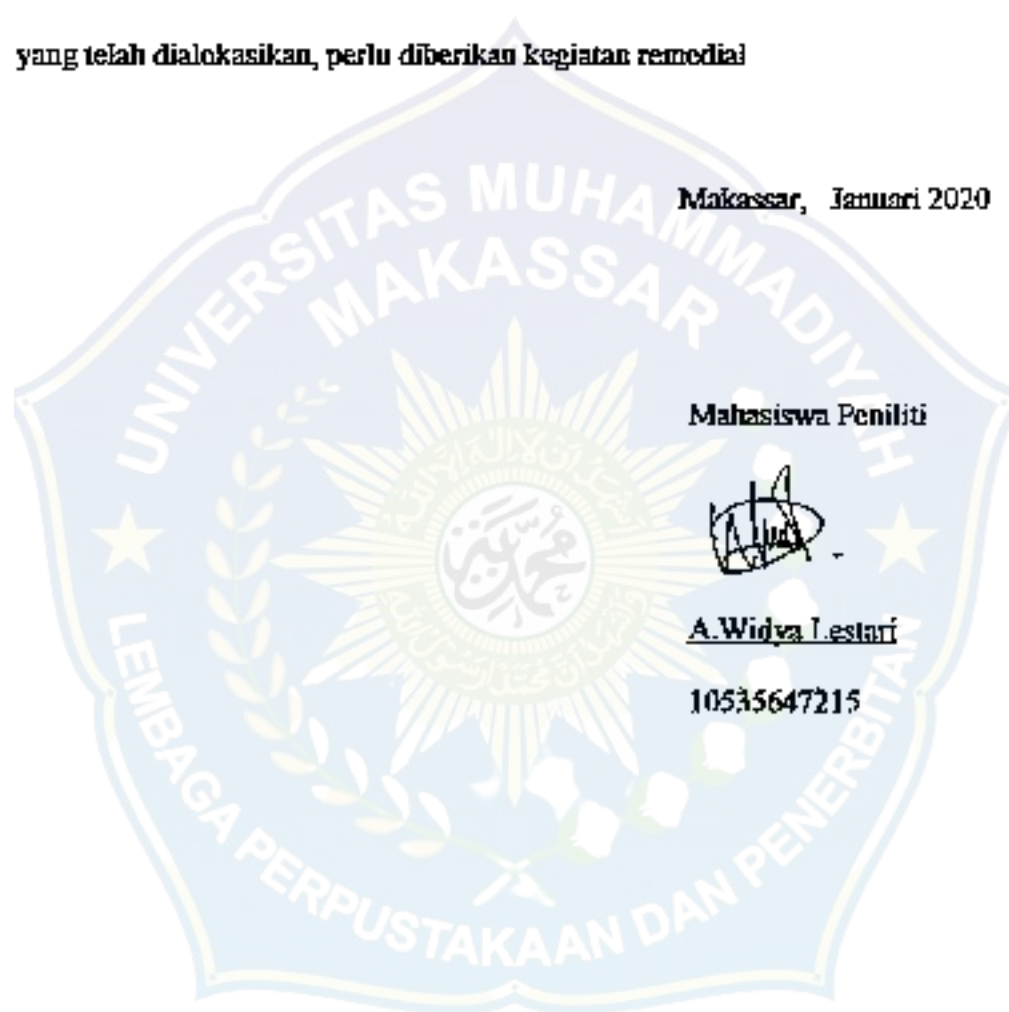 yang telah dialokasikan, perlu diberikan kegiatan remedial
Makassar, Januari 2020
UNIVERSITAS MUHAMMADIYAH
MAKASSAR
Mahasiswa Peniliti
محمدية
A.Widya Lestari
10535647215
LEMBAGA PERPUSTAKAAN DAN PENERBITAN